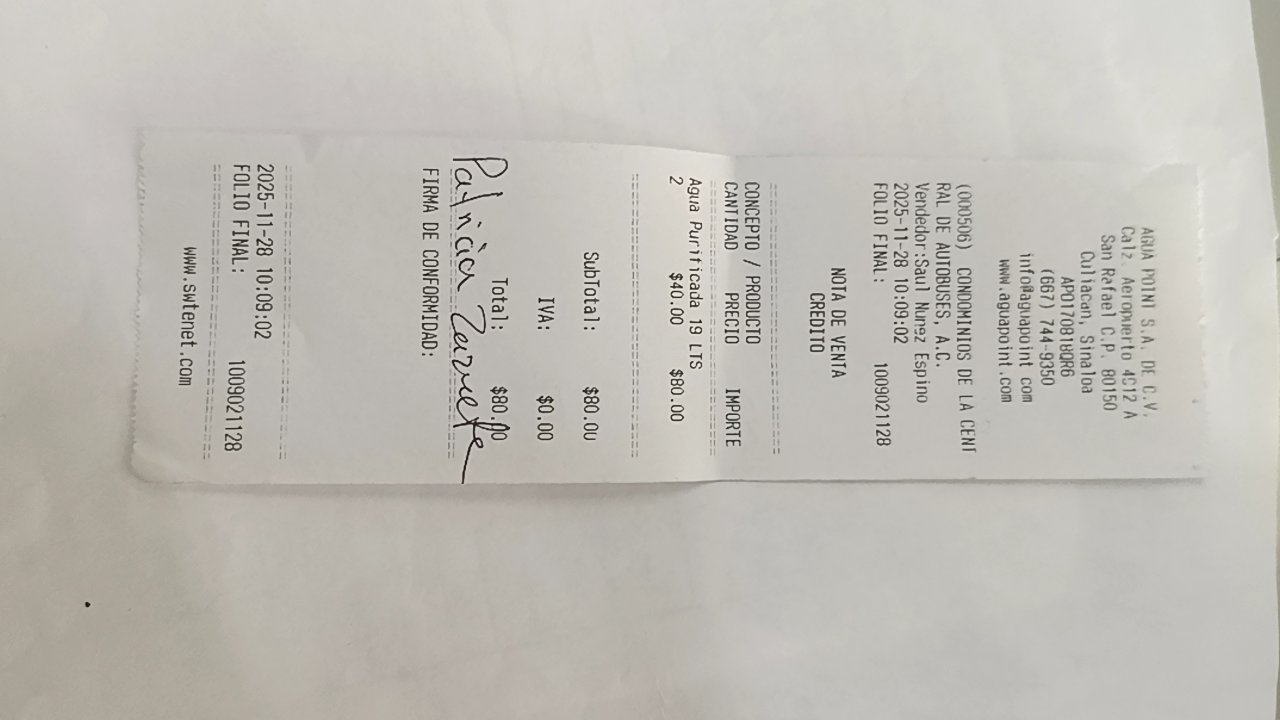 AGUA POINT S.A. DE C.V.
Calz. Aeropuerto 4912 A
San Rafael C.P. 80150
Culiacan, Sinaloa
APO170818QR6
(667) 744-9350
info@aguapoint com
www.aguapoint.com
(000506) CONDOMINIOS DE LA CENT
RAL DE AUTOBUSES, A.C.
Vendedor:Saul Nunez Espino
2025-11-28 10:09:02
FOLIO FINAL: 1009021128
NOTA DE VENTA
CREDITO
CONCEPTO / PRODUCTO
CANTIDAD PRECIO IMPORTE
Agua Purificada 19 LTS
2 $40.00 $80.00
SubTotal: $80.00
IVA: $0.00
Total: $80.00
Patricia
FIRMA DE CONFORMIDAD:
2025-11-28 10:09:02
FOLIO FINAL: 1009021128
www.swtenet.com